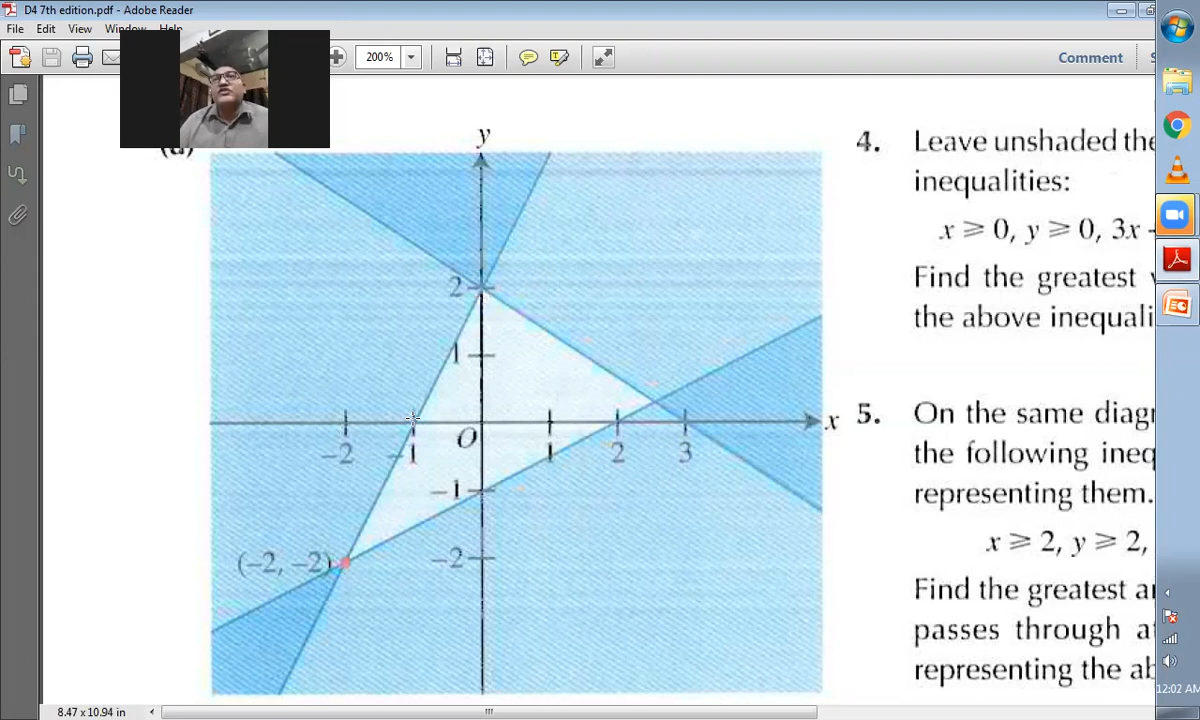 D4 7th edition.pdf - Adobe Reader
File Edit View Window Help
200%
Comment
y
2
1
-2 -1 O 1 2 3 x
-1
-2
(-2, -2)
4. Leave unshaded the
inequalities:
x ⩾ 0, y ⩾ 0, 3x
Find the greatest
the above inequali
5. On the same diagr
the following ineq
representing them.
x ⩾ 2, y ⩾ 2,
Find the greatest an
passes through at
representing the ab
8.47 x 10.94 in
12:02 AM